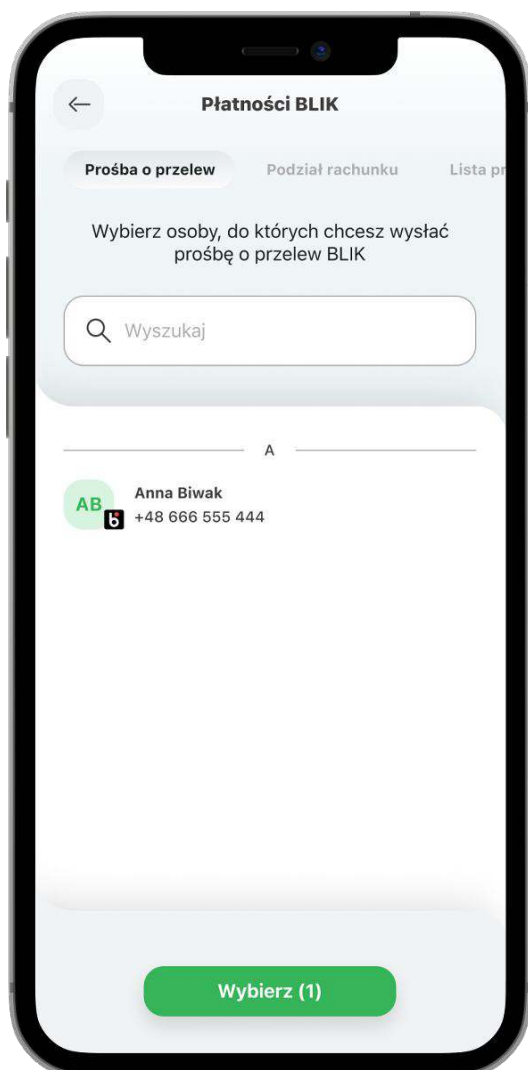 Płatności BLIK
Prośba o przelew Podział rachunku Lista pr
Wybierz osoby, do których chcesz wysłać
prośbę o przelew BLIK
Wyszukaj
A
AB
Anna Biwak
+48 666 555 444
Wybierz (1)